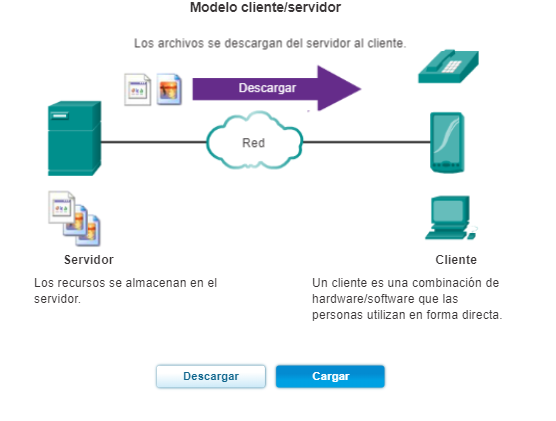 Modelo cliente/servidor
Los archivos se descargan del servidor al cliente.
Descargar
Red
Servidor
Los recursos se almacenan en el
servidor.
Cliente
Un cliente es una combinación de
hardware/software que las
personas utilizan en forma directa.
Descargar
Cargar